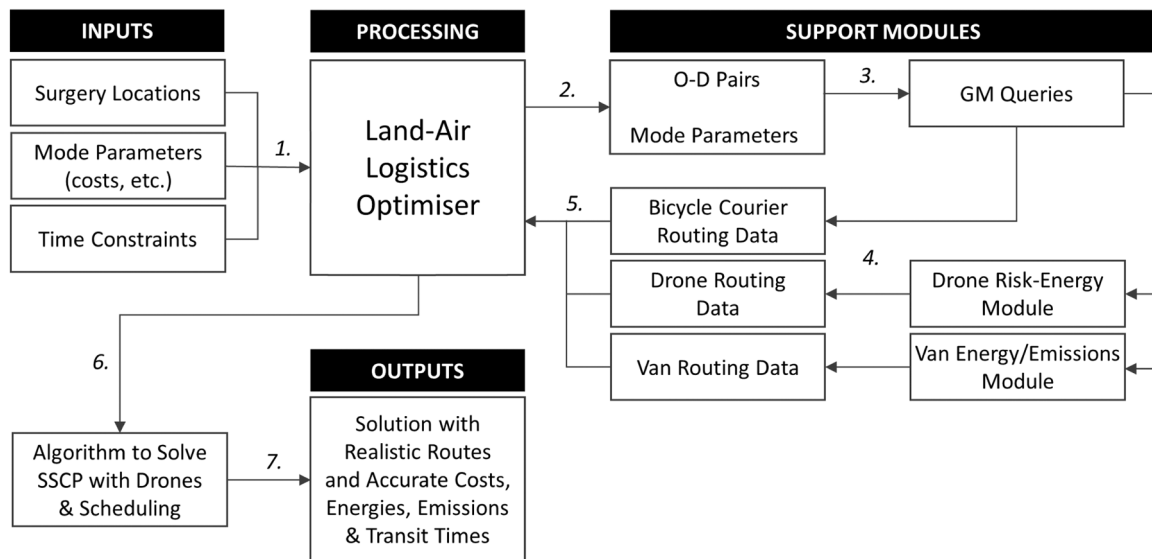 INPUTS
Surgery Locations
Mode Parameters
(costs, etc.)
Time Constraints
1.
PROCESSING
Land-Air
Logistics
Optimiser
2.
SUPPORT MODULES
O-D Pairs
Mode Parameters
3.
GM Queries
Bicycle Courier
Routing Data
5.
Drone Routing
Data
4.
Drone Risk-Energy
Module
Van Routing Data
Van Energy/Emissions
Module
6.
Algorithm to Solve
SSCP with Drones
& Scheduling
7.
OUTPUTS
Solution with
Realistic Routes
and Accurate Costs,
Energies, Emissions
& Transit Times